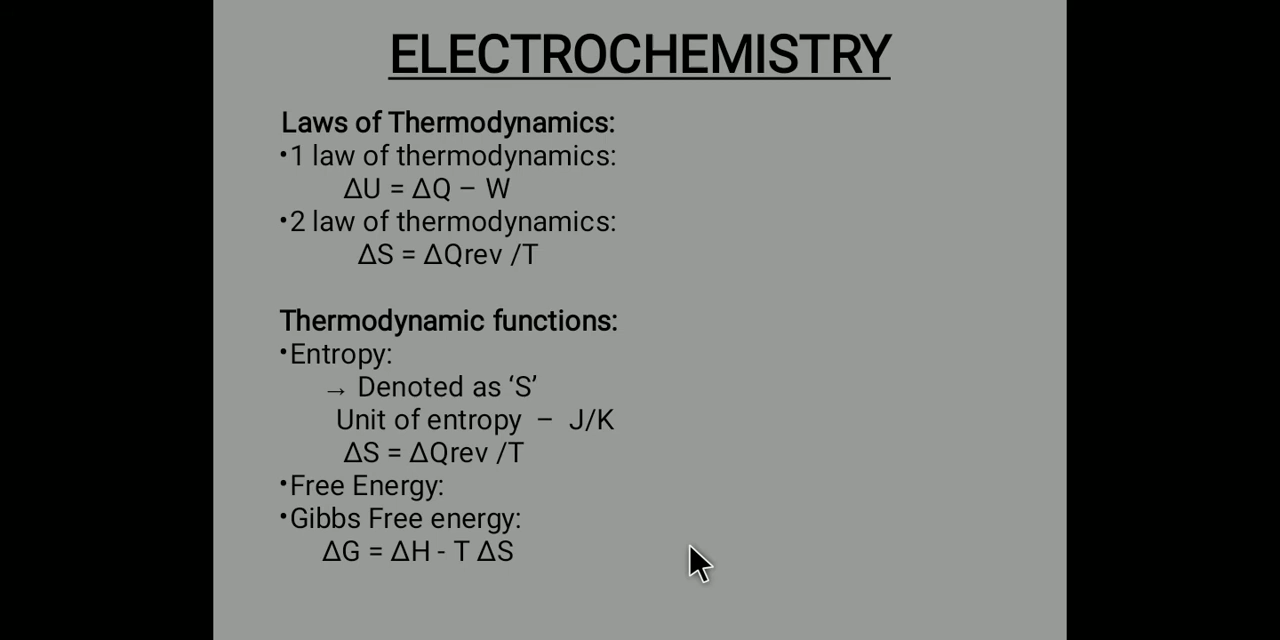 ELECTROCHEMISTRY
Laws of Thermodynamics:
•1 law of thermodynamics:
ΔU = ΔQ – W
•2 law of thermodynamics:
ΔS = ΔQrev /T
Thermodynamic functions:
•Entropy:
→ Denoted as ‘S’
Unit of entropy – J/K
ΔS = ΔQrev /T
•Free Energy:
•Gibbs Free energy:
ΔG = ΔH - T ΔS